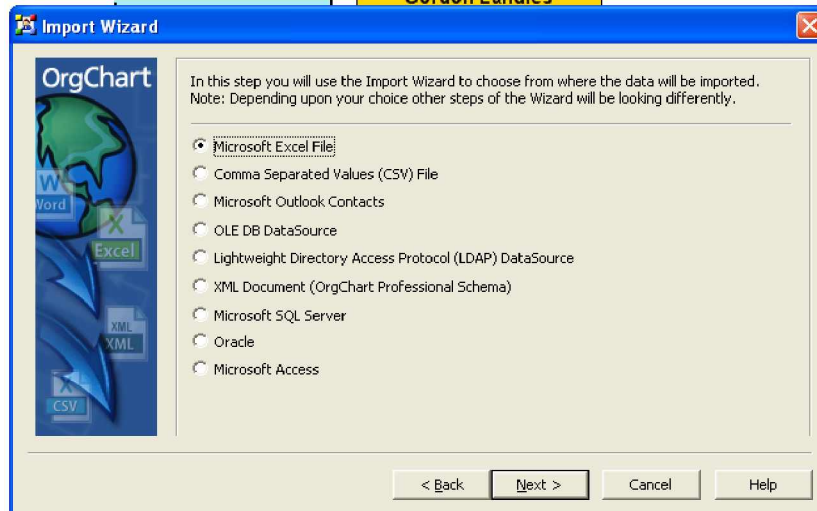 Gordon Landles
Import Wizard
OrgChart
In this step you will use the Import Wizard to choose from where the data will be imported.
Note: Depending upon your choice other steps of the Wizard will be looking differently.
Microsoft Excel File
Comma Separated Values (CSV) File
Microsoft Outlook Contacts
OLE DB DataSource
Lightweight Directory Access Protocol (LDAP) DataSource
XML Document (OrgChart Professional Schema)
Microsoft SQL Server
Oracle
Microsoft Access
W
Word
X
Excel
XML
XML
X
CSV
< Back
Next >
Cancel
Help